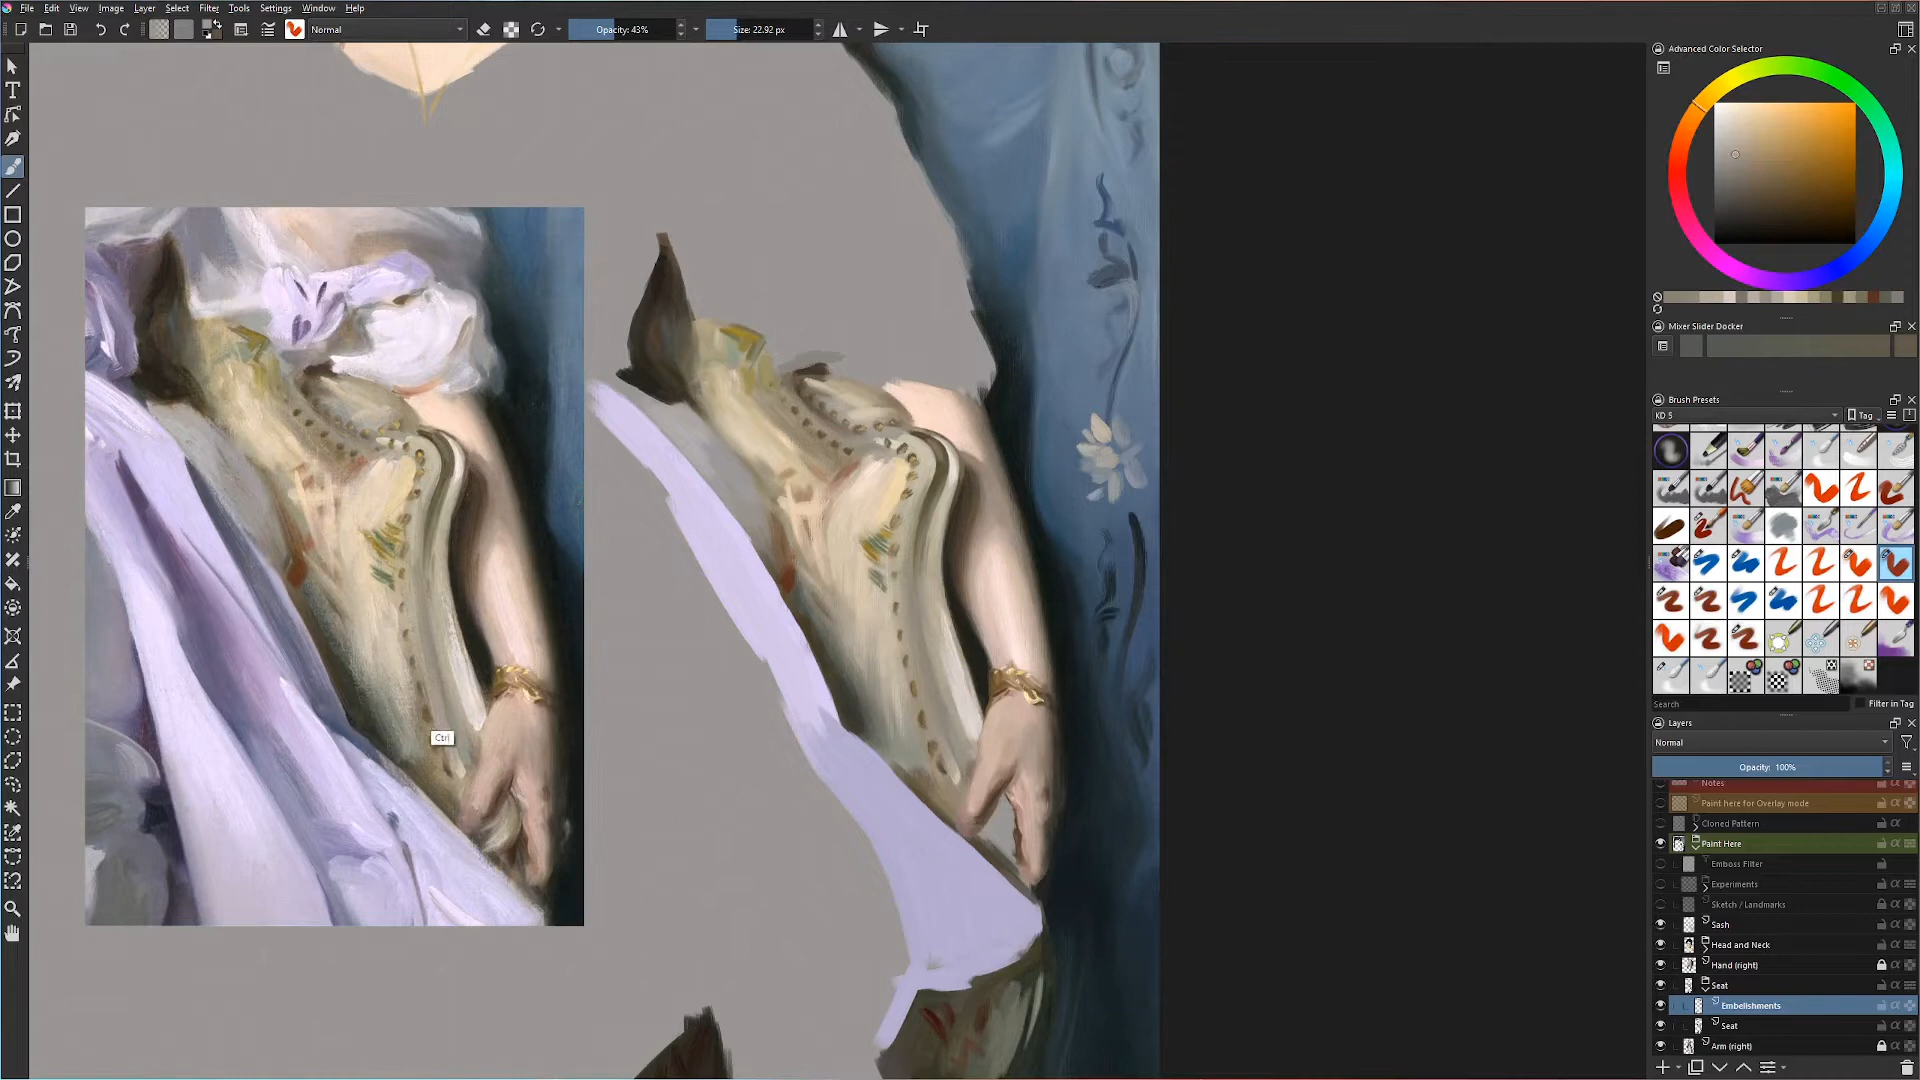 File Edit View Image Layer Select Filter Tools Settings Window Help
Normal Opacity: 43% Size: 22.92 px
Advanced Color Selector
Mixer Slider Docker
Brush Presets
KD 5 Tag
Search Filter in Tag
Layers
Normal
Opacity: 100%
Notes
Paint here for Overlay mode
Cloned Pattern
Paint Here
Emboss Filter
Experiments
Sketch / Landmarks
Sash
Head and Neck
Hand (right)
Seat
Embelishments
Seat
Arm (right)
Ctrl